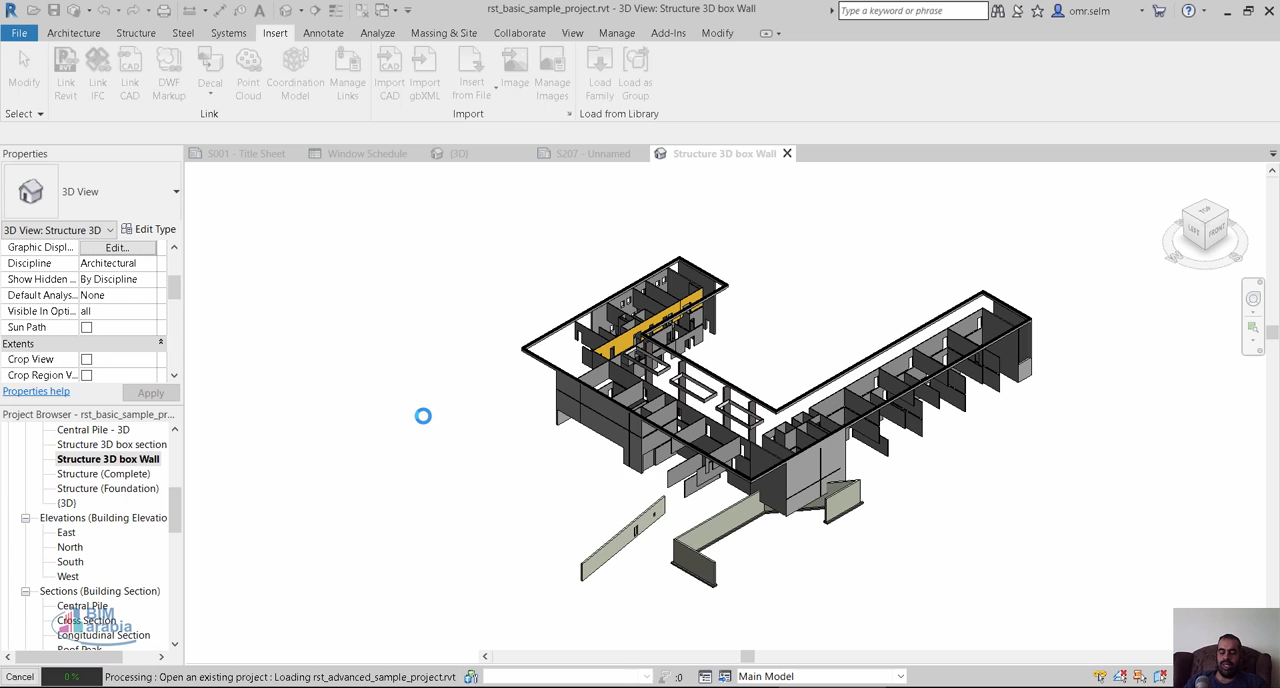 rst_basic_sample_project.rvt - 3D View: Structure 3D box Wall
Type a keyword or phrase
omr.selm
File Architecture Structure Steel Systems Insert Annotate Analyze Massing & Site Collaborate View Manage Add-Ins Modify
Modify
Link Revit
Link IFC
Link CAD
DWF Markup
Decal
Point Cloud
Coordination Model
Manage Links
Import CAD
Import gbXML
Insert from File
Image
Manage Images
Load Family
Load as Group
Select
Link
Import
Load from Library
Properties
S001 - Title Sheet
Window Schedule
{3D}
S207 - Unnamed
Structure 3D box Wall
3D View
3D View: Structure 3D
Edit Type
Graphic Displ... Edit...
Discipline Architectural
Show Hidden ... By Discipline
Default Analys... None
Visible In Opti... all
Sun Path
Extents
Crop View
Crop Region V...
Properties help
Apply
Project Browser - rst_basic_sample_pr...
Central Pile - 3D
Structure 3D box section
Structure 3D box Wall
Structure (Complete)
Structure (Foundation)
{3D}
Elevations (Building Elevatio
East
North
South
West
Sections (Building Section)
Central Pile
Cross Section
Longitudinal Section
Roof Peak
BIM
arabia
TOP
LEFT
FRONT
Cancel
0 %
Processing : Open an existing project : Loading rst_advanced_sample_project.rvt
:0
Main Model